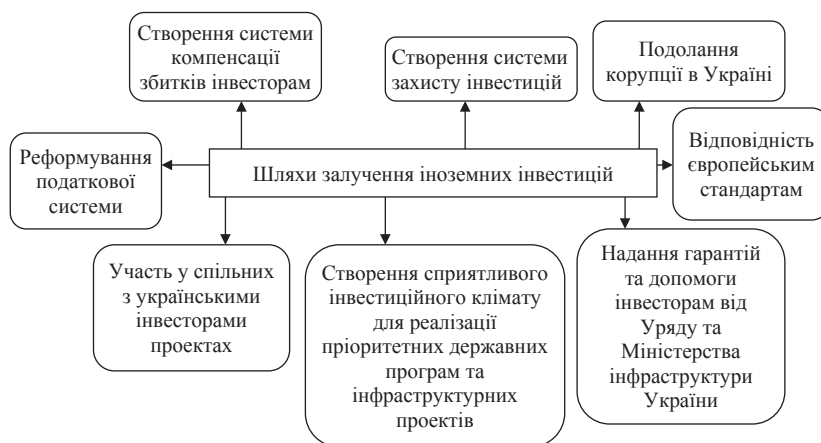 Створення системи
компенсації
збитків інвесторам
Створення системи
захисту інвестицій
Подолання
корупції в Україні
Реформування
податкової
системи
Шляхи залучення іноземних інвестицій
Відповідність
європейським
стандартам
Участь у спільних
з українськими
інвесторами
проектах
Створення сприятливого
інвестиційного клімату
для реалізації
пріоритетних державних
програм та
інфраструктурних
проектів
Надання гарантій
та допомоги
інвесторам від
Уряду та
Міністерства
інфраструктури
України